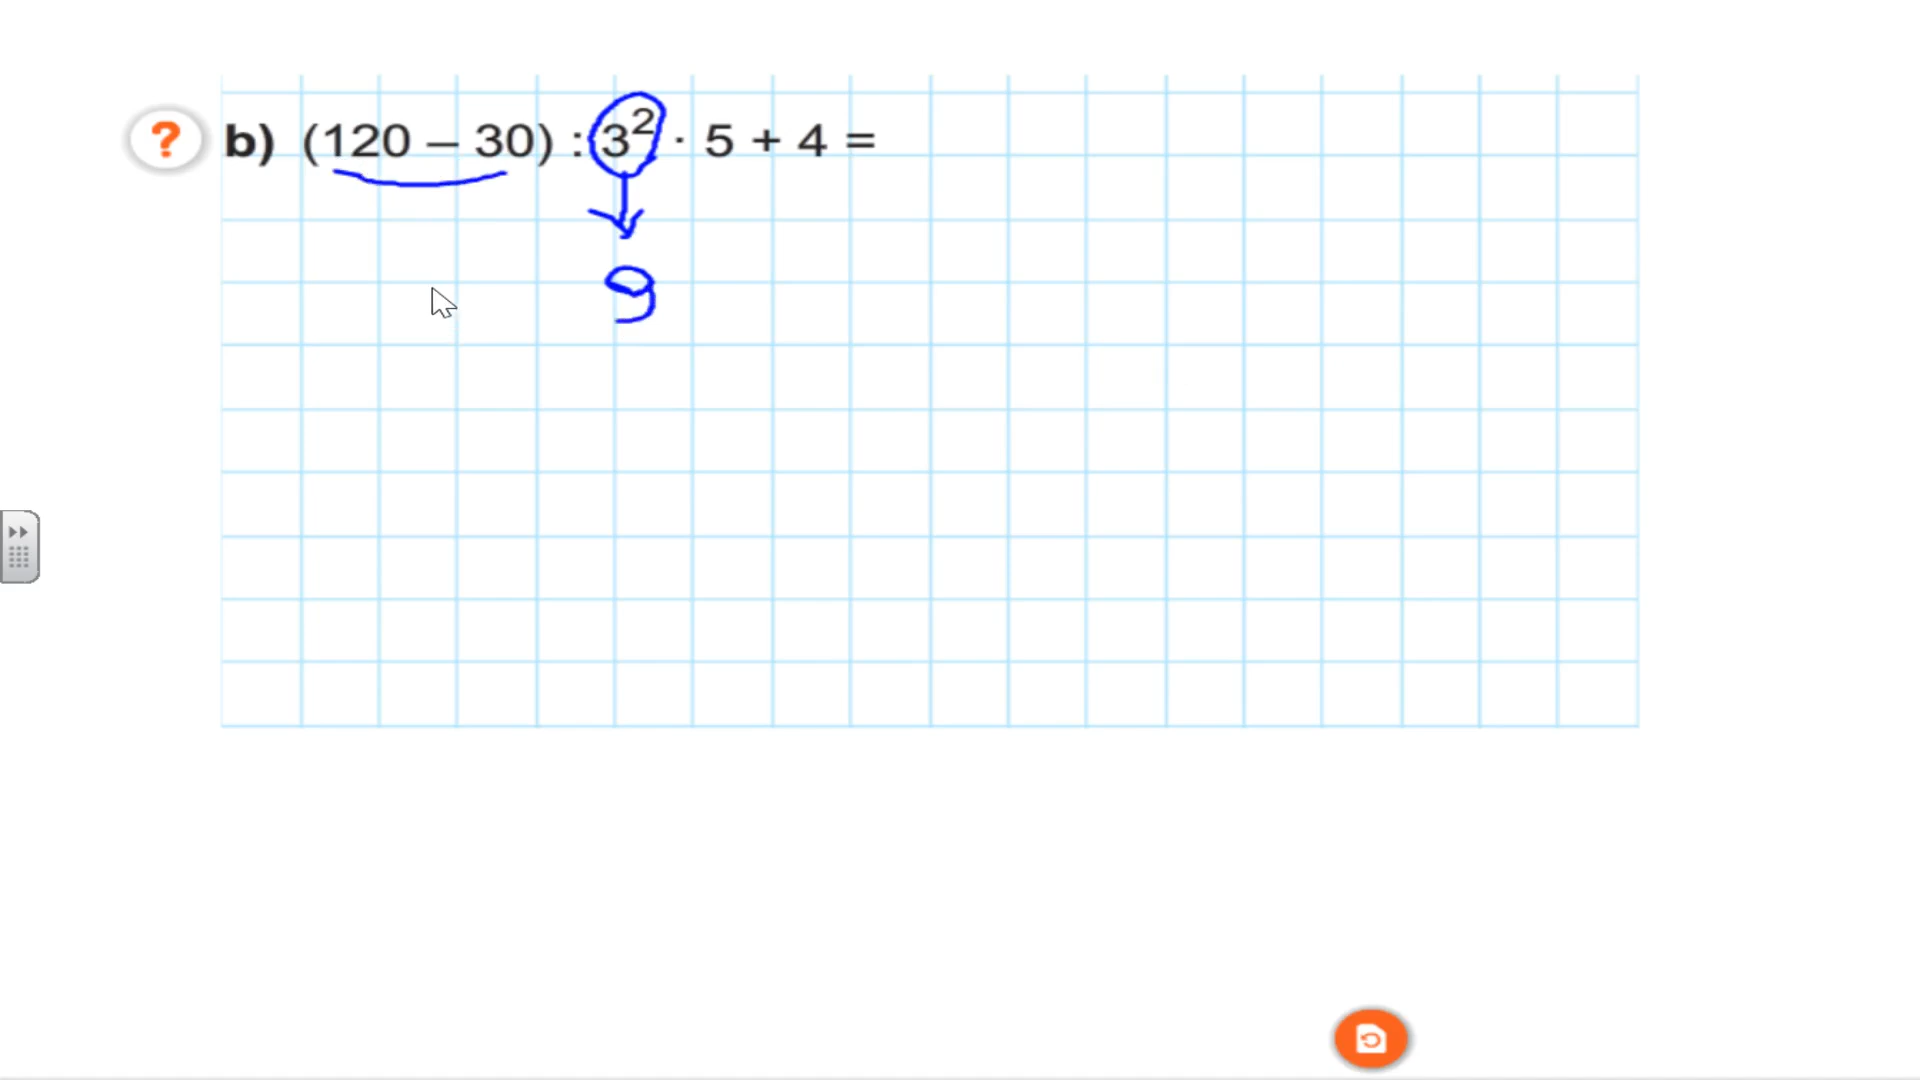 ? b) (120 – 30) : 3² · 5 + 4 =
9